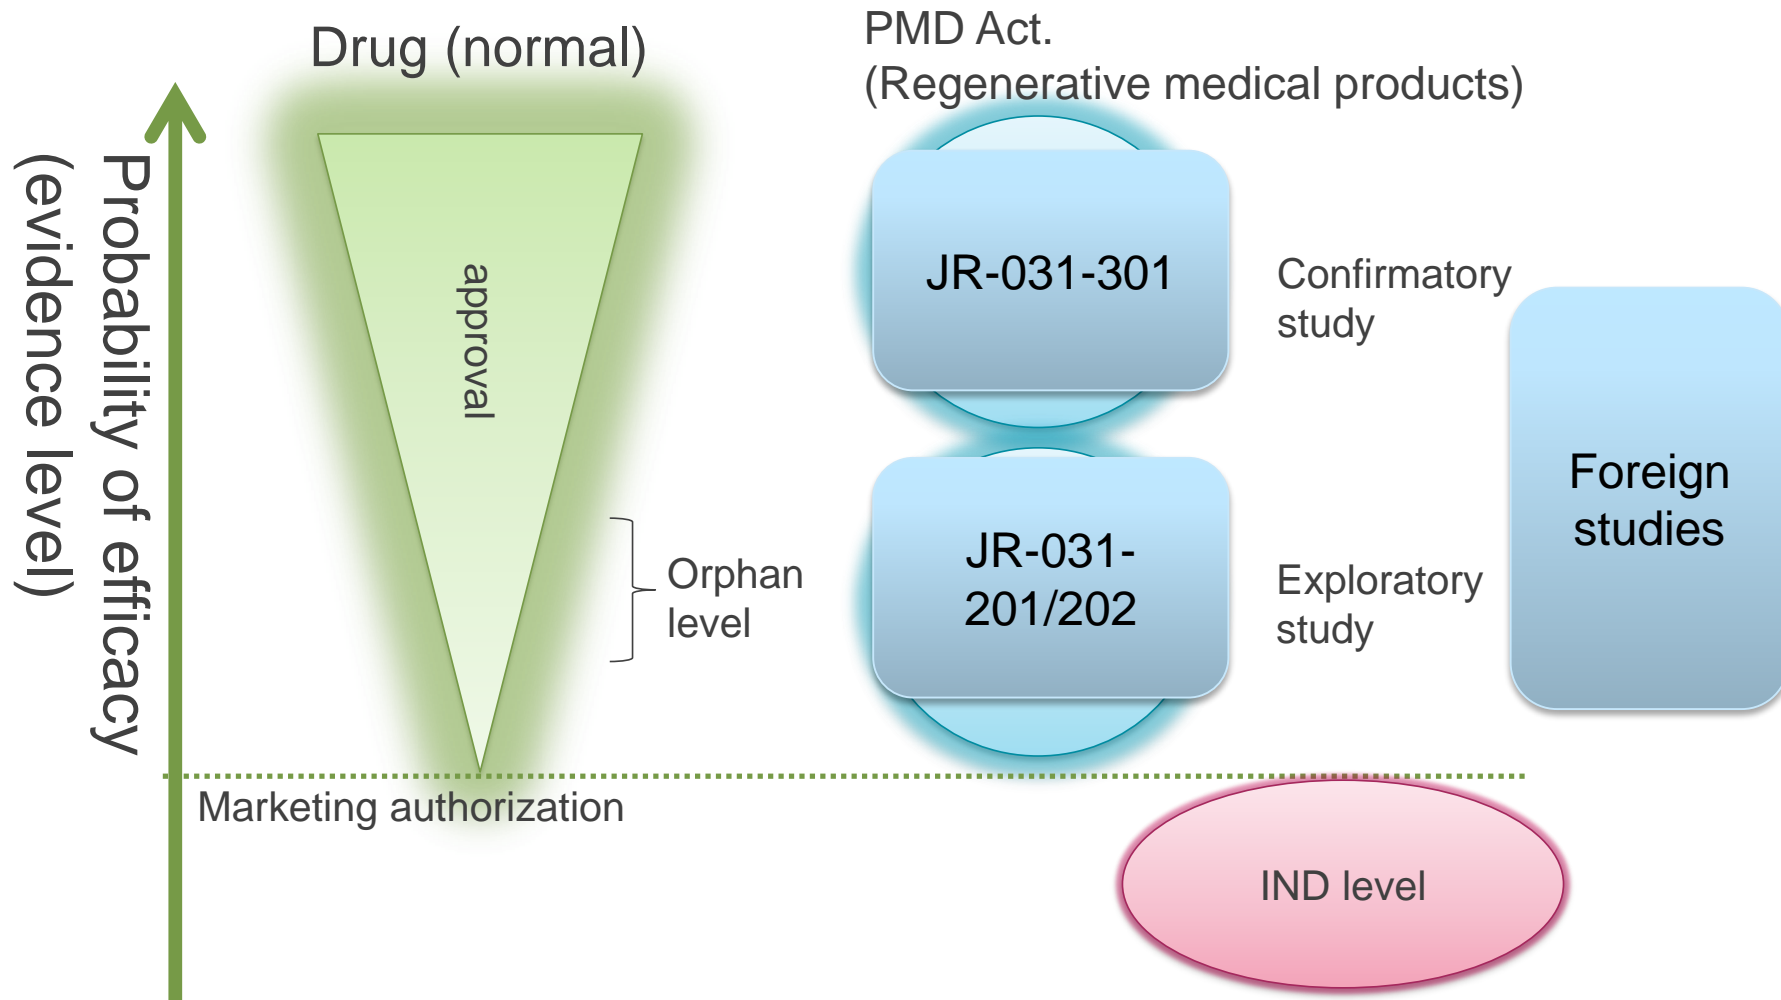 Drug (normal)
PMD Act.
(Regenerative medical products)
Probability of efficacy
(evidence level)
approval
Orphan
level
JR-031-301
Confirmatory
study
JR-031-
201/202
Exploratory
study
Foreign
studies
Marketing authorization
IND level